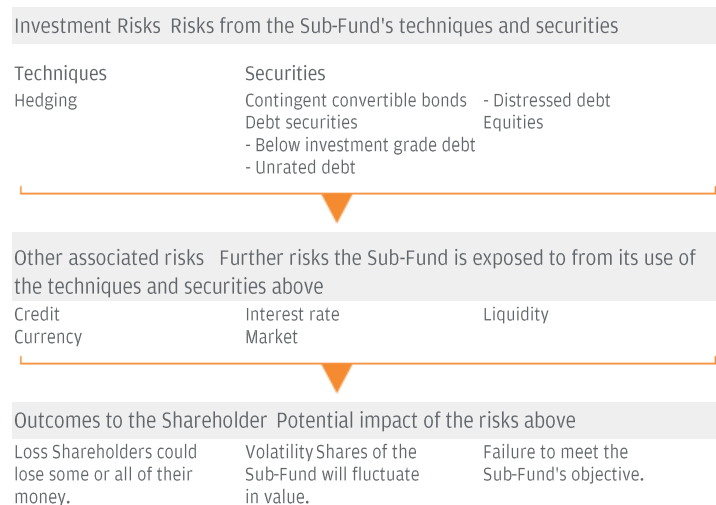 Investment Risks Risks from the Sub-Fund's techniques and securities
Techniques
Hedging
Securities
Contingent convertible bonds
Debt securities
- Below investment grade debt
- Unrated debt
- Distressed debt
Equities
Other associated risks Further risks the Sub-Fund is exposed to from its use of
the techniques and securities above
Credit
Currency
Interest rate
Market
Liquidity
Outcomes to the Shareholder Potential impact of the risks above
Loss Shareholders could
lose some or all of their
money.
Volatility Shares of the
Sub-Fund will fluctuate
in value.
Failure to meet the
Sub-Fund's objective.